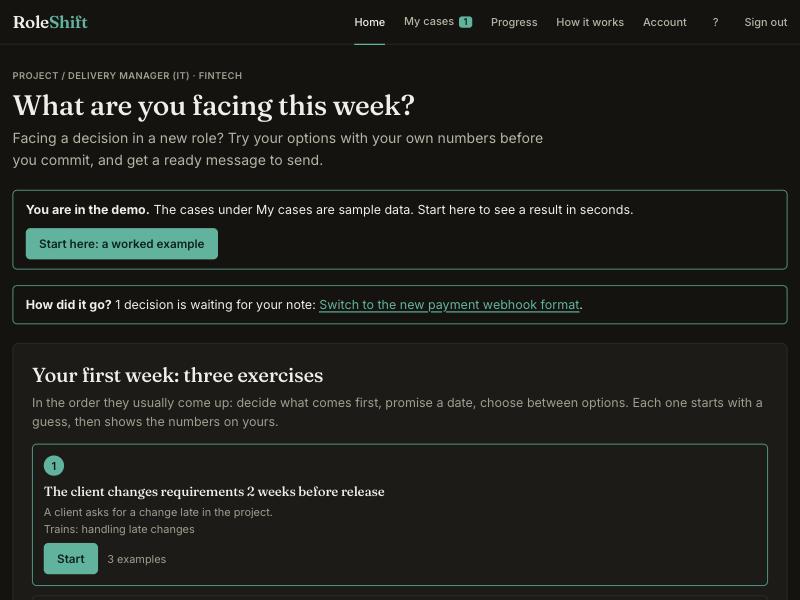 RoleShift
Home
My cases 1
Progress
How it works
Account
?
Sign out
PROJECT / DELIVERY MANAGER (IT) · FINTECH
What are you facing this week?
Facing a decision in a new role? Try your options with your own numbers before
you commit, and get a ready message to send.
You are in the demo. The cases under My cases are sample data. Start here to see a result in seconds.
Start here: a worked example
How did it go? 1 decision is waiting for your note: Switch to the new payment webhook format.
Your first week: three exercises
In the order they usually come up: decide what comes first, promise a date, choose between options. Each one starts with a
guess, then shows the numbers on yours.
1
The client changes requirements 2 weeks before release
A client asks for a change late in the project.
Trains: handling late changes
Start
3 examples